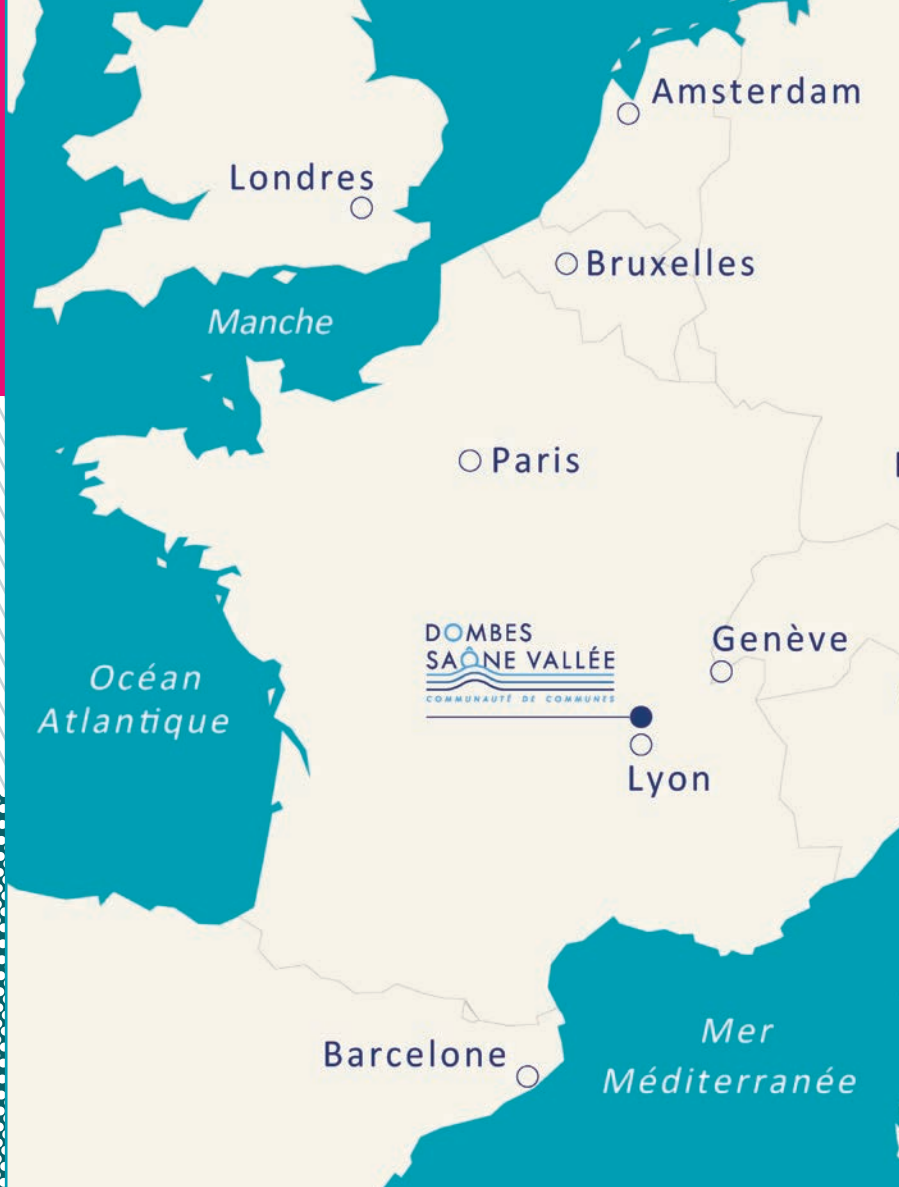 Amsterdam
Londres
Bruxelles
Manche
Paris
DOMBES
SAÔNE VALLÉE
COMMUNAUTÉ DE COMMUNES
Genève
Océan
Atlantique
Lyon
Mer
Méditerranée
Barcelone